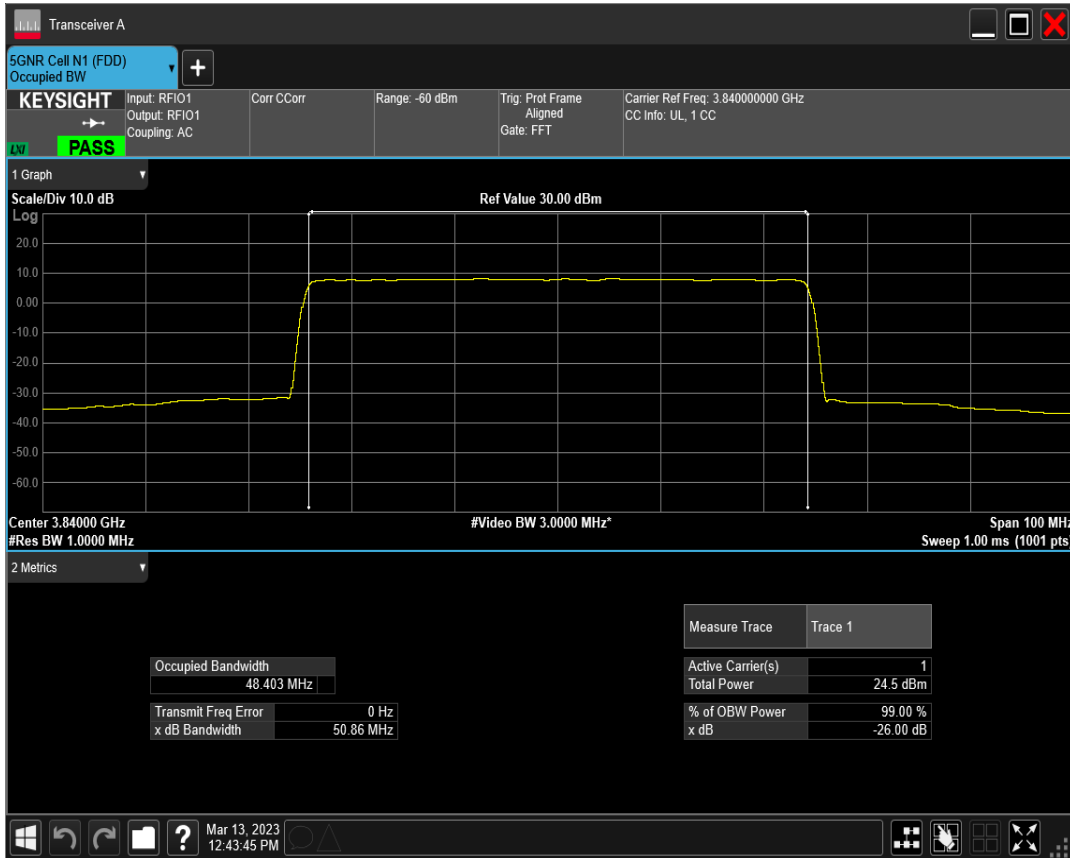 Transceiver A
5GNR Cell N1 (FDD)
Occupied BW
+
KEYSIGHT
LXI
PASS
Input: RFIO1
Output: RFIO1
Coupling: AC
Corr CCorr
Range: -60 dBm
Trig: Prot Frame
Aligned
Gate: FFT
Carrier Ref Freq: 3.840000000 GHz
CC Info: UL, 1 CC
1 Graph
Scale/Div 10.0 dB
Ref Value 30.00 dBm
Log
20.0
10.0
0.00
-10.0
-20.0
-30.0
-40.0
-50.0
-60.0
Center 3.84000 GHz
#Video BW 3.0000 MHz*
Span 100 MHz
#Res BW 1.0000 MHz
Sweep 1.00 ms (1001 pts)
2 Metrics
Measure Trace Trace 1
Occupied Bandwidth
48.403 MHz
Active Carrier(s) 1
Total Power 24.5 dBm
Transmit Freq Error 0 Hz
x dB Bandwidth 50.86 MHz
% of OBW Power 99.00 %
x dB -26.00 dB
?
Mar 13, 2023
12:43:45 PM